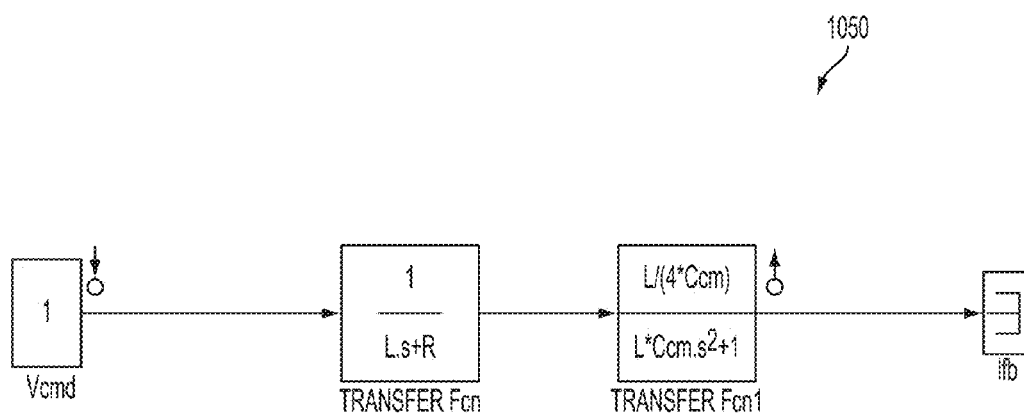 1050
1
Vcmd
1
L.s+R
TRANSFER Fcn
L/(4*Ccm)
L*Ccm.s²+1
TRANSFER Fcn1
ifb